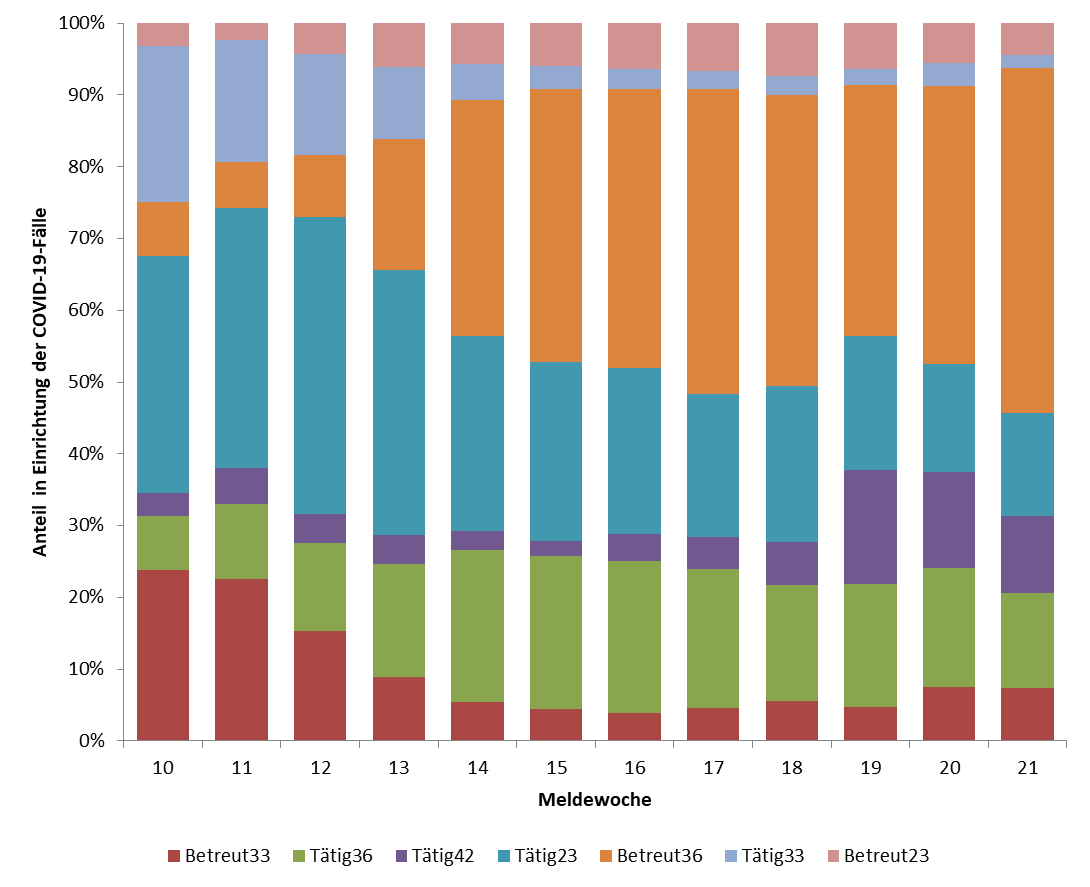 100%
90%
80%
70%
60%
50%
40%
30%
20%
10%
0%
Anteil in Einrichtung der COVID-19-Fälle
10 11 12 13 14 15 16 17 18 19 20 21
Meldewoche
Betreut33 Tätig36 Tätig42 Tätig23 Betreut36 Tätig33 Betreut23